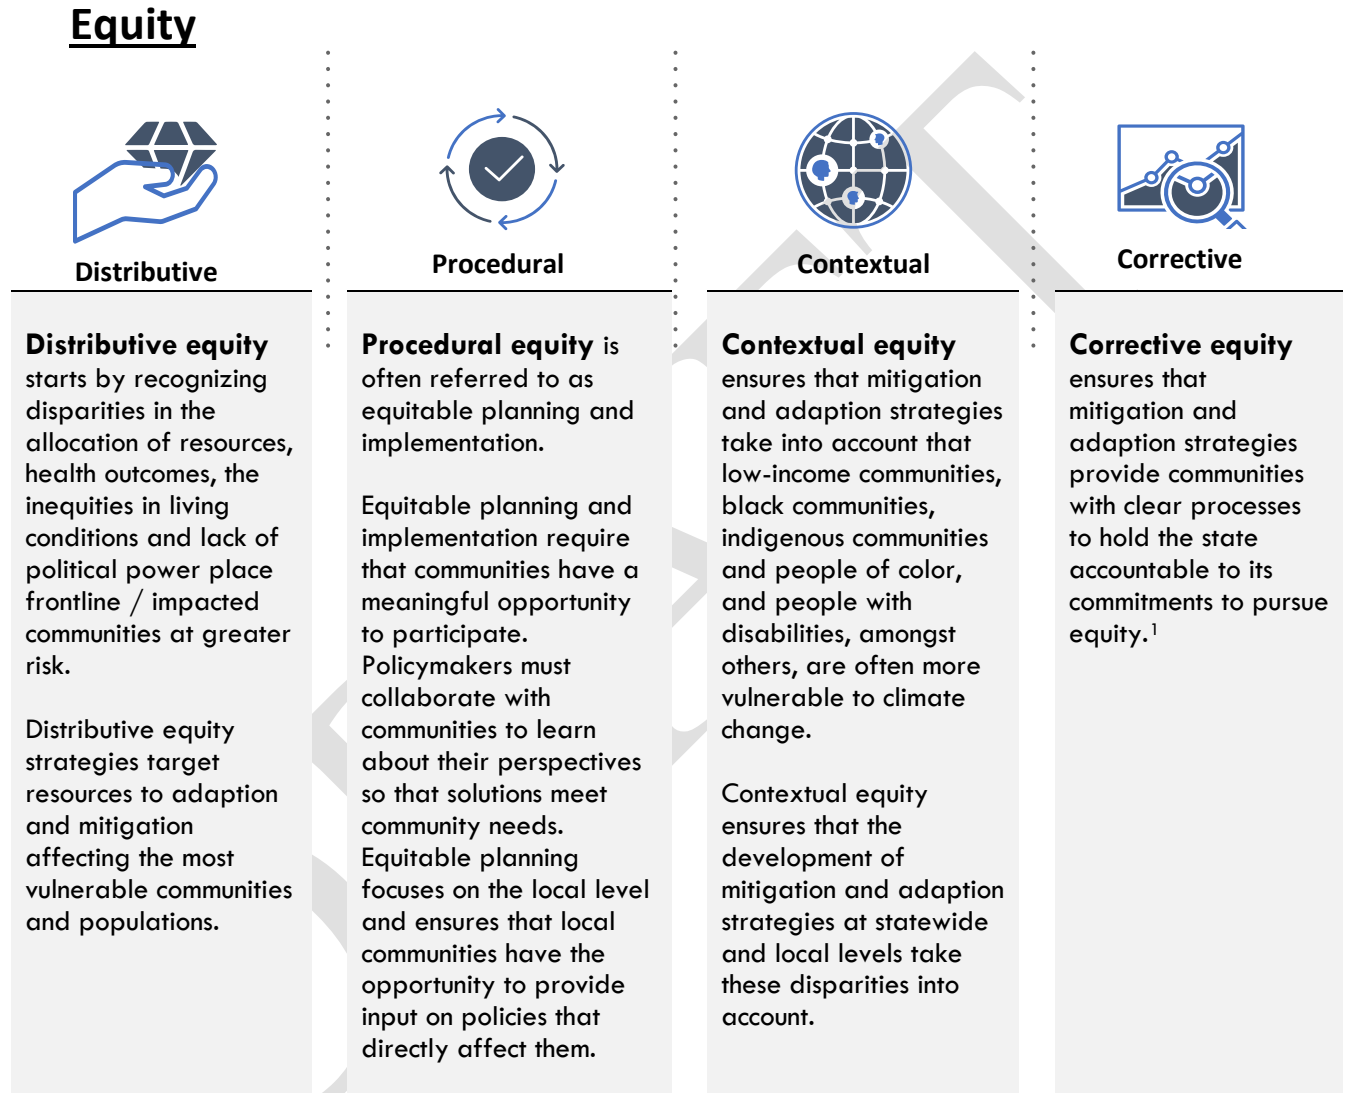 Equity
Distributive
Distributive equity
starts by recognizing
disparities in the
allocation of resources,
health outcomes, the
inequities in living
conditions and lack of
political power place
frontline / impacted
communities at greater
risk.
Distributive equity
strategies target
resources to adaption
and mitigation
affecting the most
vulnerable communities
and populations.
Procedural
Procedural equity is
often referred to as
equitable planning and
implementation.
Equitable planning and
implementation require
that communities have a
meaningful opportunity
to participate.
Policymakers must
collaborate with
communities to learn
about their perspectives
so that solutions meet
community needs.
Equitable planning
focuses on the local level
and ensures that local
communities have the
opportunity to provide
input on policies that
directly affect them.
Contextual
Contextual equity
ensures that mitigation
and adaption strategies
take into account that
low-income communities,
black communities,
indigenous communities
and people of color,
and people with
disabilities, amongst
others, are often more
vulnerable to climate
change.
Contextual equity
ensures that the
development of
mitigation and adaption
strategies at statewide
and local levels take
these disparities into
account.
Corrective
Corrective equity
ensures that
mitigation and
adaption strategies
provide communities
with clear processes
to hold the state
accountable to its
commitments to pursue
equity.¹